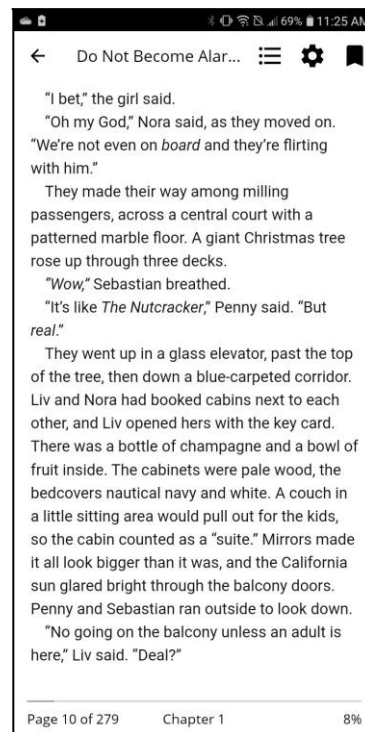 69% 11:25 AM
Do Not Become Alar...
“I bet,” the girl said.
“Oh my God,” Nora said, as they moved on.
“We’re not even on board and they’re flirting
with him.”
They made their way among milling
passengers, across a central court with a
patterned marble floor. A giant Christmas tree
rose up through three decks.
“Wow,” Sebastian breathed.
“It’s like The Nutcracker,” Penny said. “But
real.”
They went up in a glass elevator, past the top
of the tree, then down a blue-carpeted corridor.
Liv and Nora had booked cabins next to each
other, and Liv opened hers with the key card.
There was a bottle of champagne and a bowl of
fruit inside. The cabinets were pale wood, the
bedcovers nautical navy and white. A couch in
a little sitting area would pull out for the kids,
so the cabin counted as a “suite.” Mirrors made
it all look bigger than it was, and the California
sun glared bright through the balcony doors.
Penny and Sebastian ran outside to look down.
“No going on the balcony unless an adult is
here,” Liv said. “Deal?”
Page 10 of 279 Chapter 1 8%